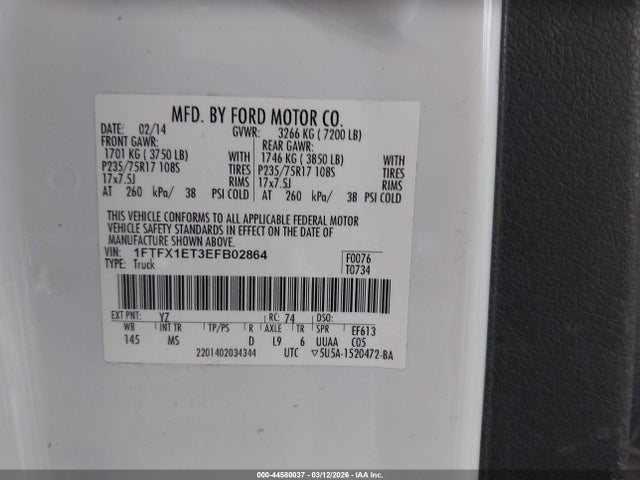 MFD. BY FORD MOTOR CO.
DATE: 02/14 GVWR: 3266 KG ( 7200 LB)
FRONT GAWR: REAR GAWR:
1701 KG ( 3750 LB) WITH 1746 KG ( 3850 LB) WITH
P235/75R17 108S TIRES P235/75R17 108S TIRES
17x7.5J RIMS 17x7.5J RIMS
AT 260 kPa/ 38 PSI COLD AT 260 kPa/ 38 PSI COLD
THIS VEHICLE CONFORMS TO ALL APPLICABLE FEDERAL MOTOR
VEHICLE SAFETY STANDARDS IN EFFECT ON THE DATE OF
MANUFACTURE SHOWN ABOVE.
VIN: 1FTFX1ET3EFB02864 F0076
TYPE: Truck T0734
EXT PNT: YZ RC: 74 DSO:
WB INT TR TP/PS R AXLE TR SPR EF613
145 MS D L9 6 UUAA C05
2201402034344 UTC ▽5U5A-1520472-BA
000-44580037 - 03/12/2026 - IAA Inc.